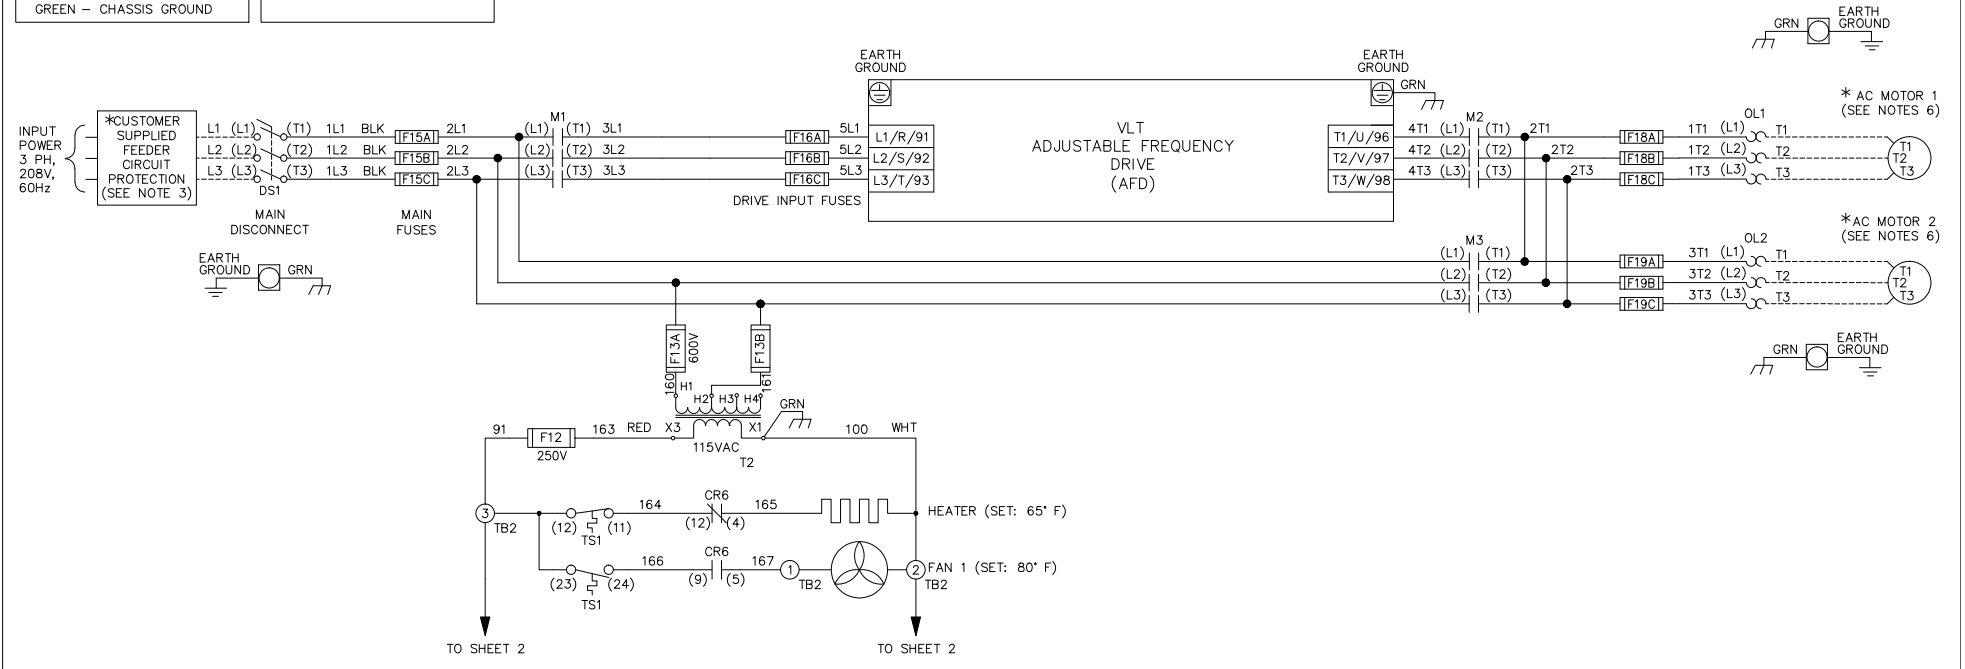 GREEN – CHASSIS GROUND
EARTH
GROUND
GRN
EARTH
GROUND
EARTH
GROUND
GRN
INPUT
POWER
3 PH,
208V,
60Hz
*CUSTOMER
SUPPLIED
FEEDER
CIRCUIT
PROTECTION
(SEE NOTE 3)
L1 (L1) (T1) 1L1 BLK F15A 2L1 (L1) M1 (T1) 3L1 F16A 5L1 L1/R/91
L2 (L2) (T2) 1L2 BLK F15B 2L2 (L2) (T2) 3L2 F16B 5L2 L2/S/92
L3 (L3) (T3) 1L3 BLK F15C 2L3 (L3) (T3) 3L3 F16C 5L3 L3/T/93
DS1
MAIN
DISCONNECT
MAIN
FUSES
DRIVE INPUT FUSES
VLT
ADJUSTABLE FREQUENCY
DRIVE
(AFD)
T1/U/96 4T1 (L1) M2 (T1) 2T1 F18A 1T1 (L1) OL1 T1
T2/V/97 4T2 (L2) (T2) 2T2 F18B 1T2 (L2) T2
T3/W/98 4T3 (L3) (T3) 2T3 F18C 1T3 (L3) T3
* AC MOTOR 1
(SEE NOTES 6)
T1
T2
T3
EARTH
GROUND
GRN
M3
(L1) (T1) F19A 3T1 (L1) OL2 T1
(L2) (T2) F19B 3T2 (L2) T2
(L3) (T3) F19C 3T3 (L3) T3
*AC MOTOR 2
(SEE NOTES 6)
T1
T2
T3
GRN
EARTH
GROUND
F13A
600V
F13B
160
161
H1 H2 H3 H4
GRN
91 F12 163 RED X3 X1 100 WHT
250V
115VAC
T2
3
TB2
(12) (11) 164 CR6 165
TS1
(12) (4)
HEATER (SET: 65° F)
(23) (24) 166 CR6 167 1
TS1
(9) (5)
TB2
2 FAN 1 (SET: 80° F)
TB2
TO SHEET 2
TO SHEET 2